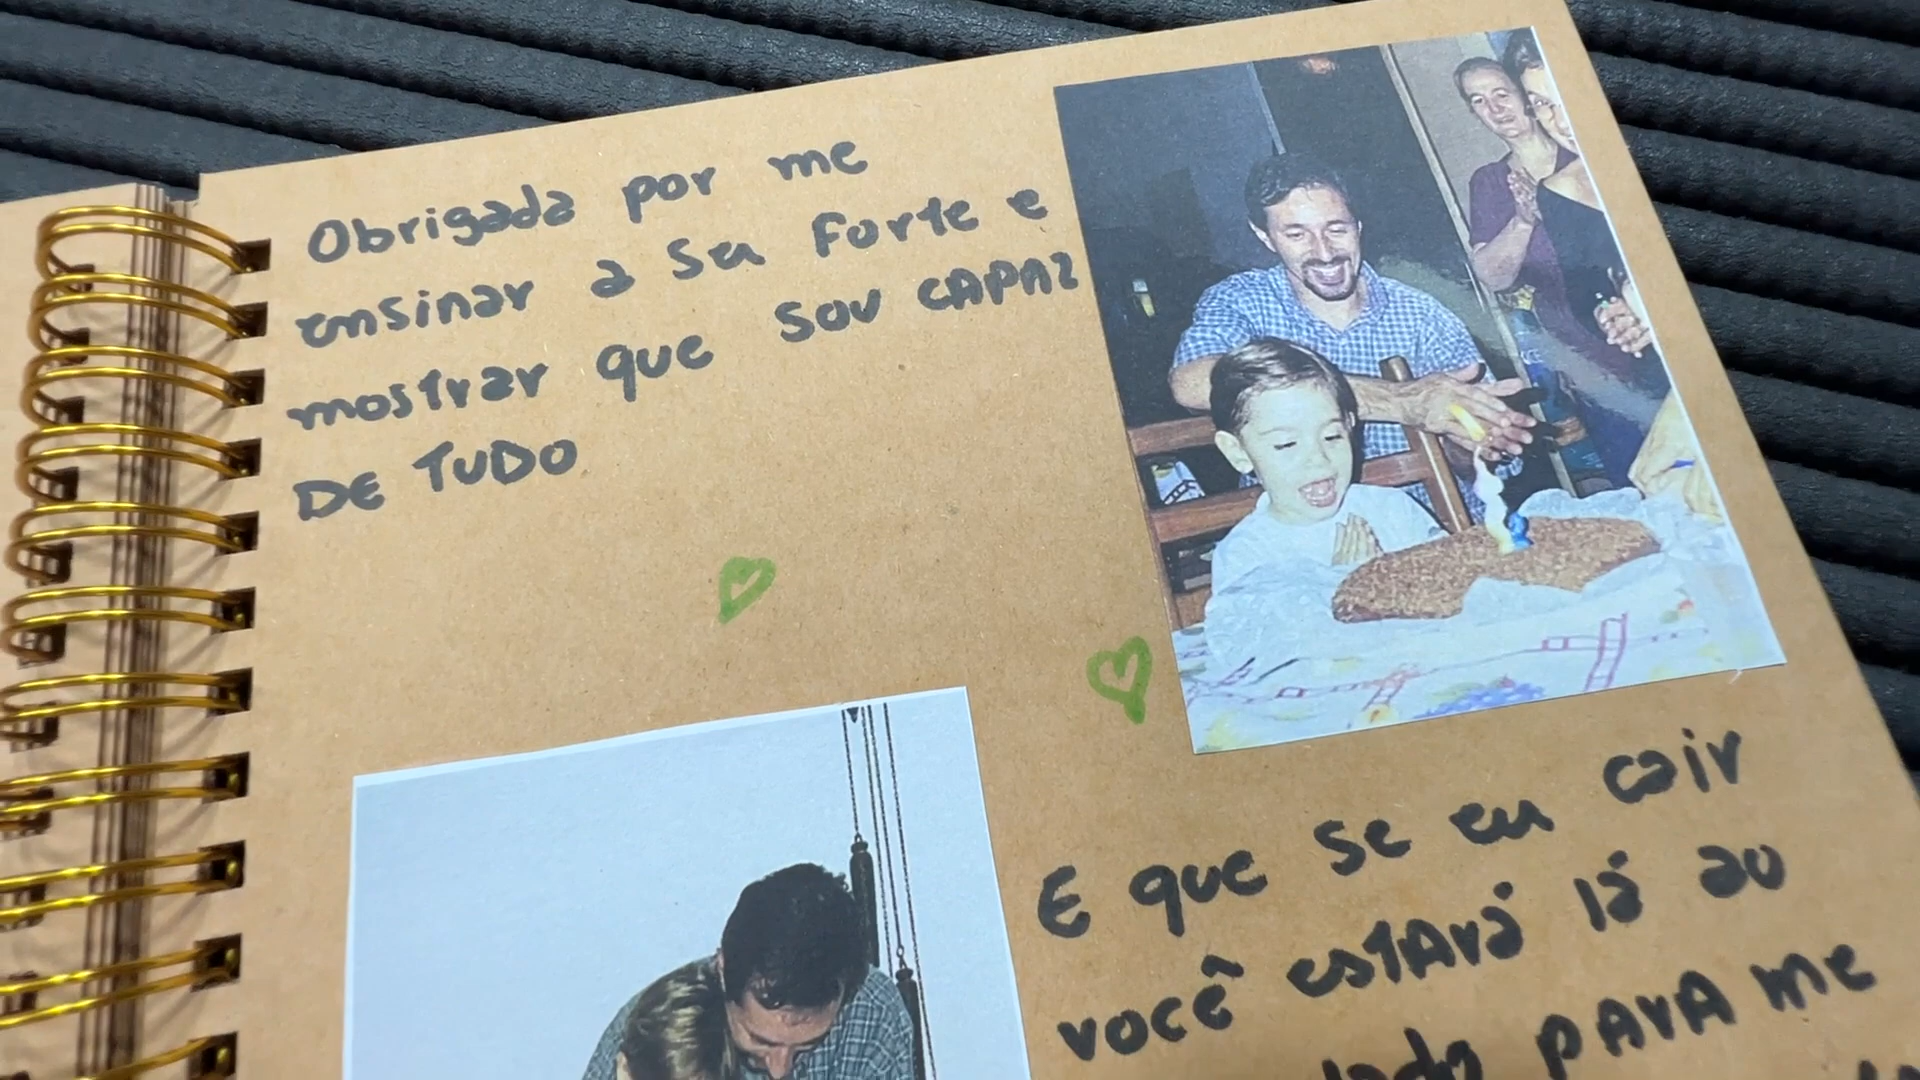 Obrigada por me
ensinar a ser forte e
mostrar que sou CAPAZ
DE TUDO
E que se eu cair
você estará lá ao
lado para me